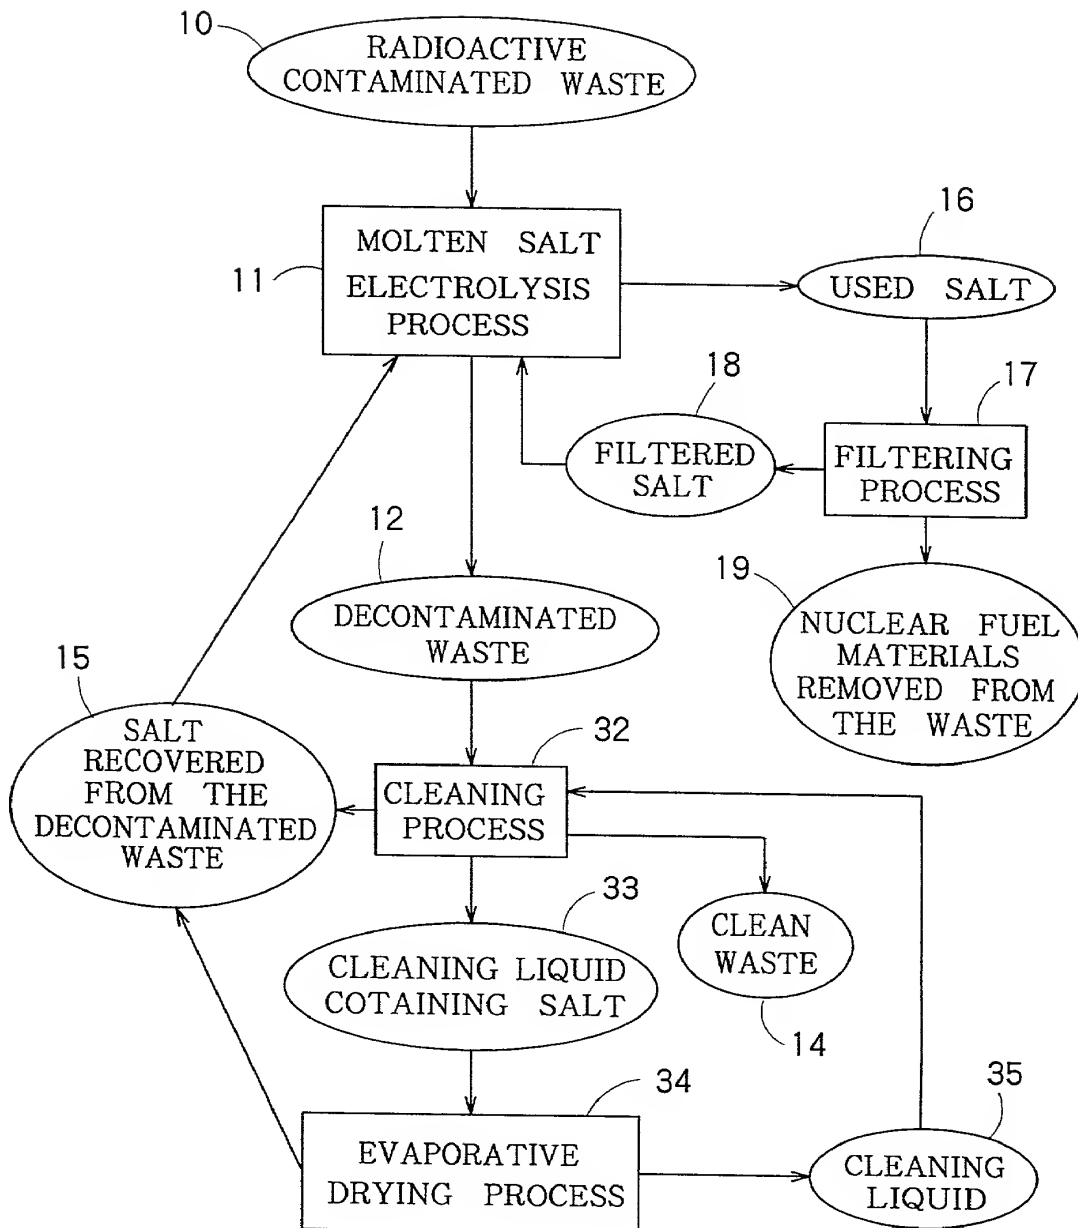 10
RADIOACTIVE
CONTAMINATED WASTE
11
MOLTEN SALT
ELECTROLYSIS
PROCESS
16
USED SALT
17
FILTERING
PROCESS
18
FILTERED
SALT
19
NUCLEAR FUEL
MATERIALS
REMOVED FROM
THE WASTE
12
DECONTAMINATED
WASTE
15
SALT
RECOVERED
FROM THE
DECONTAMINATED
WASTE
32
CLEANING
PROCESS
33
CLEANING LIQUID
COTAINING SALT
CLEAN
WASTE
14
34
EVAPORATIVE
DRYING PROCESS
35
CLEANING
LIQUID